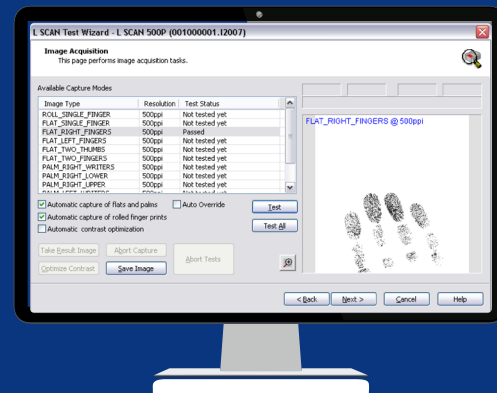 L SCAN Test Wizard - L SCAN 500P (001000001.I2007)
Image Acquisition
This page performs image acquisition tasks.
Available Capture Modes
Image Type Resolution Test Status
ROLL_SINGLE_FINGER 500ppi Not tested yet
FLAT_SINGLE_FINGER 500ppi Not tested yet
FLAT_RIGHT_FINGERS 500ppi Passed
FLAT_LEFT_FINGERS 500ppi Not tested yet
FLAT_TWO_THUMBS 500ppi Not tested yet
FLAT_TWO_FINGERS 500ppi Not tested yet
PALM_RIGHT_WRITERS 500ppi Not tested yet
PALM_RIGHT_LOWER 500ppi Not tested yet
PALM_RIGHT_UPPER 500ppi Not tested yet
PALM_LEFT_WRITERS 500ppi Not tested yet
FLAT_RIGHT_FINGERS @ 500ppi
Automatic capture of flats and palms Auto Override Test
Automatic capture of rolled finger prints
Automatic contrast optimization Test All
Take Result Image Abort Capture Abort Tests
Optimize Contrast Save Image
< Back Next > Cancel Help